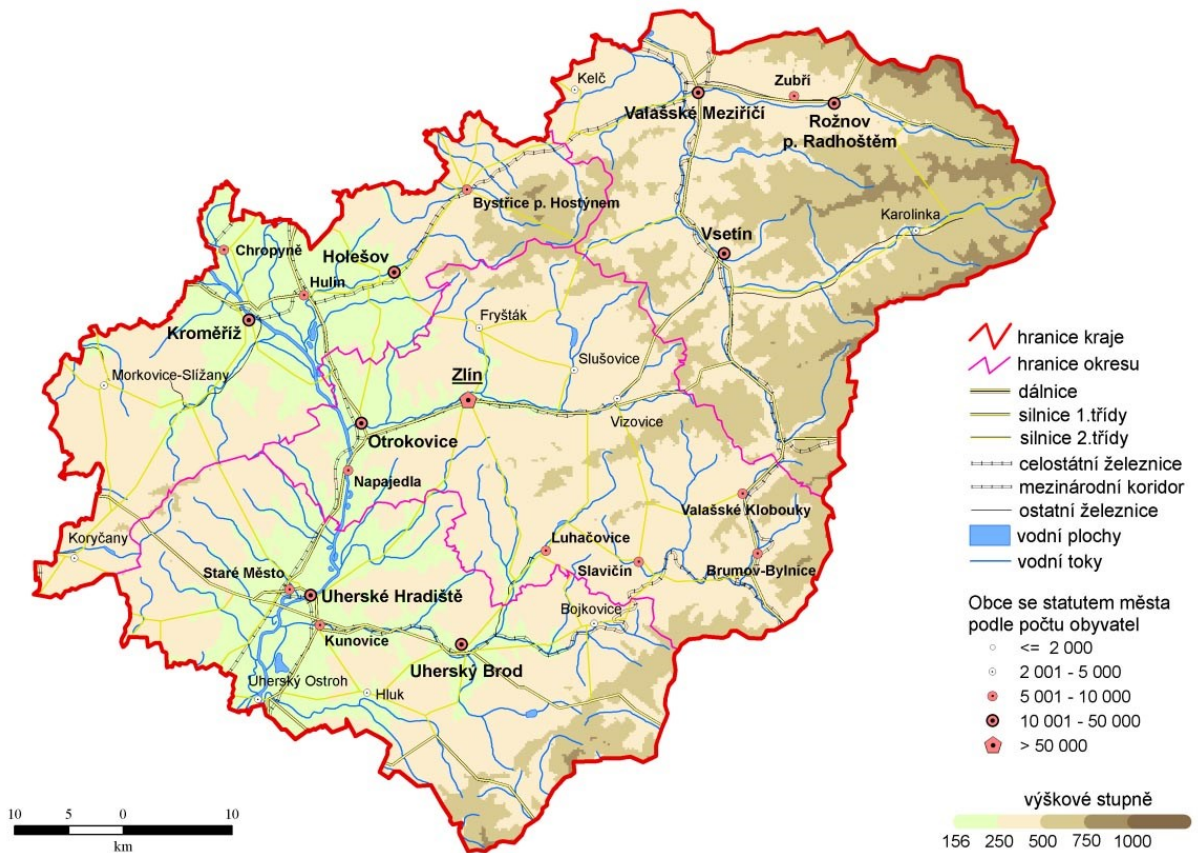 Kelč
Zubří
Valašské Meziříčí
Rožnov
p. Radhoštěm
Bystřice p. Hostýnem
Karolinka
Vsetín
Chropyně
Holešov
Hulín
Kroměříž
Fryšták
Slušovice
Morkovice-Slížany
Zlín
Vizovice
Otrokovice
Napajedla
Valašské Klobouky
Koryčany
Luhačovice
Slavičín
Brumov-Bylnice
Staré Město
Uherské Hradiště
Bojkovice
Kunovice
Uherský Brod
Uherský Ostroh
Hluk
hranice kraje
hranice okresu
dálnice
silnice 1.třídy
silnice 2.třídy
celostátní železnice
mezinárodní koridor
ostatní železnice
vodní plochy
vodní toky
Obce se statutem města
podle počtu obyvatel
<= 2 000
2 001 - 5 000
5 001 - 10 000
10 001 - 50 000
> 50 000
výškové stupně
156 250 500 750 1000
10 5 0 10
km